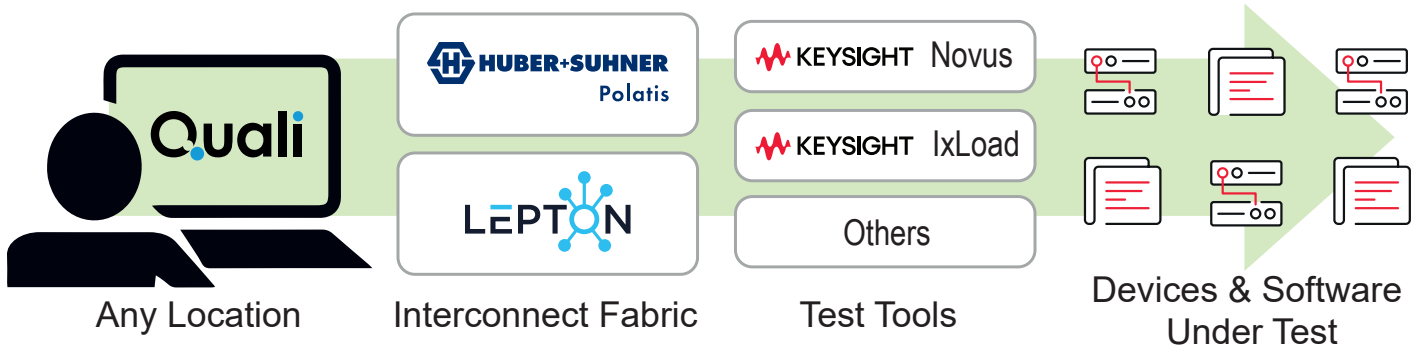 Quali
Any Location
HUBER+SUHNER
Polatis
LEPTON
Interconnect Fabric
KEYSIGHT Novus
KEYSIGHT IxLoad
Others
Test Tools
Devices & Software
Under Test